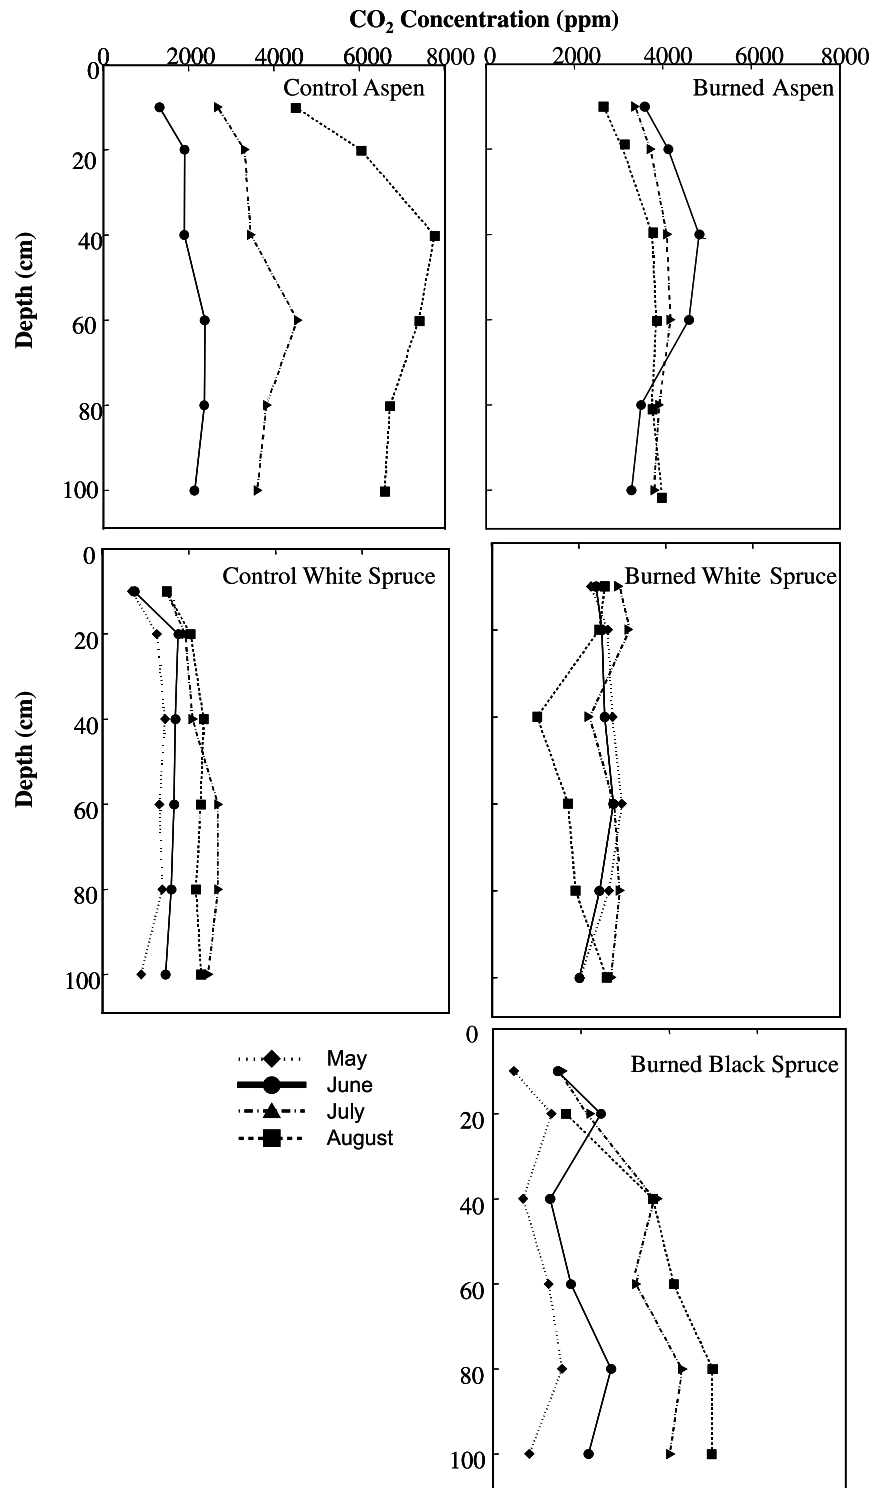 CO2 Concentration (ppm)
0 2000 4000 6000 8000 0 2000 4000 6000 8000
0
Control Aspen
Burned Aspen
20
40
60
80
100
Depth (cm)
0
Control White Spruce
Burned White Spruce
20
40
60
80
100
Depth (cm)
0
Burned Black Spruce
20
40
60
80
100
May
June
July
August